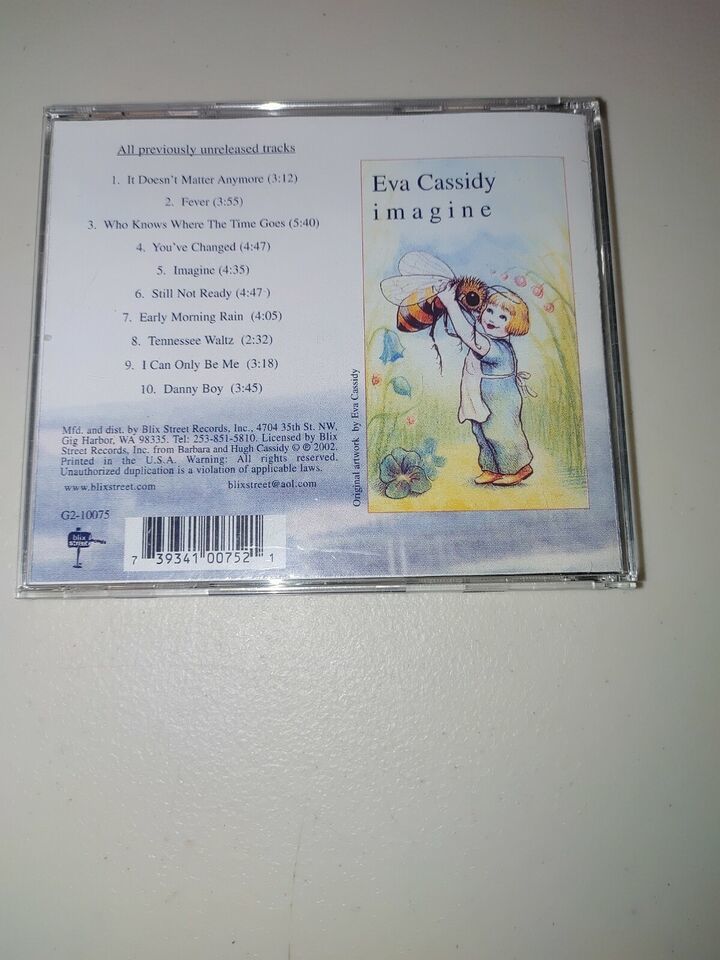 All previously unreleased tracks
1. It Doesn't Matter Anymore (3:12)
2. Fever (3:55)
3. Who Knows Where The Time Goes (5:40)
4. You've Changed (4:47)
5. Imagine (4:35)
6. Still Not Ready (4:47)
7. Early Morning Rain (4:05)
8. Tennessee Waltz (2:32)
9. I Can Only Be Me (3:18)
10. Danny Boy (3:45)
Mfd. and dist. by Blix Street Records, Inc., 4704 35th St. NW.
Gig Harbor, WA 98335. Tel: 253-851-5810. Licensed by Blix
Street Records, Inc. from Barbara and Hugh Cassidy © ℗ 2002.
Printed in the U.S.A. Warning: All rights reserved.
Unauthorized duplication is a violation of applicable laws.
www.blixstreet.com blixstreet@aol.com
G2-10075
blix
street
7 39341 00752 1
Eva Cassidy
imagine
Original artwork by Eva Cassidy